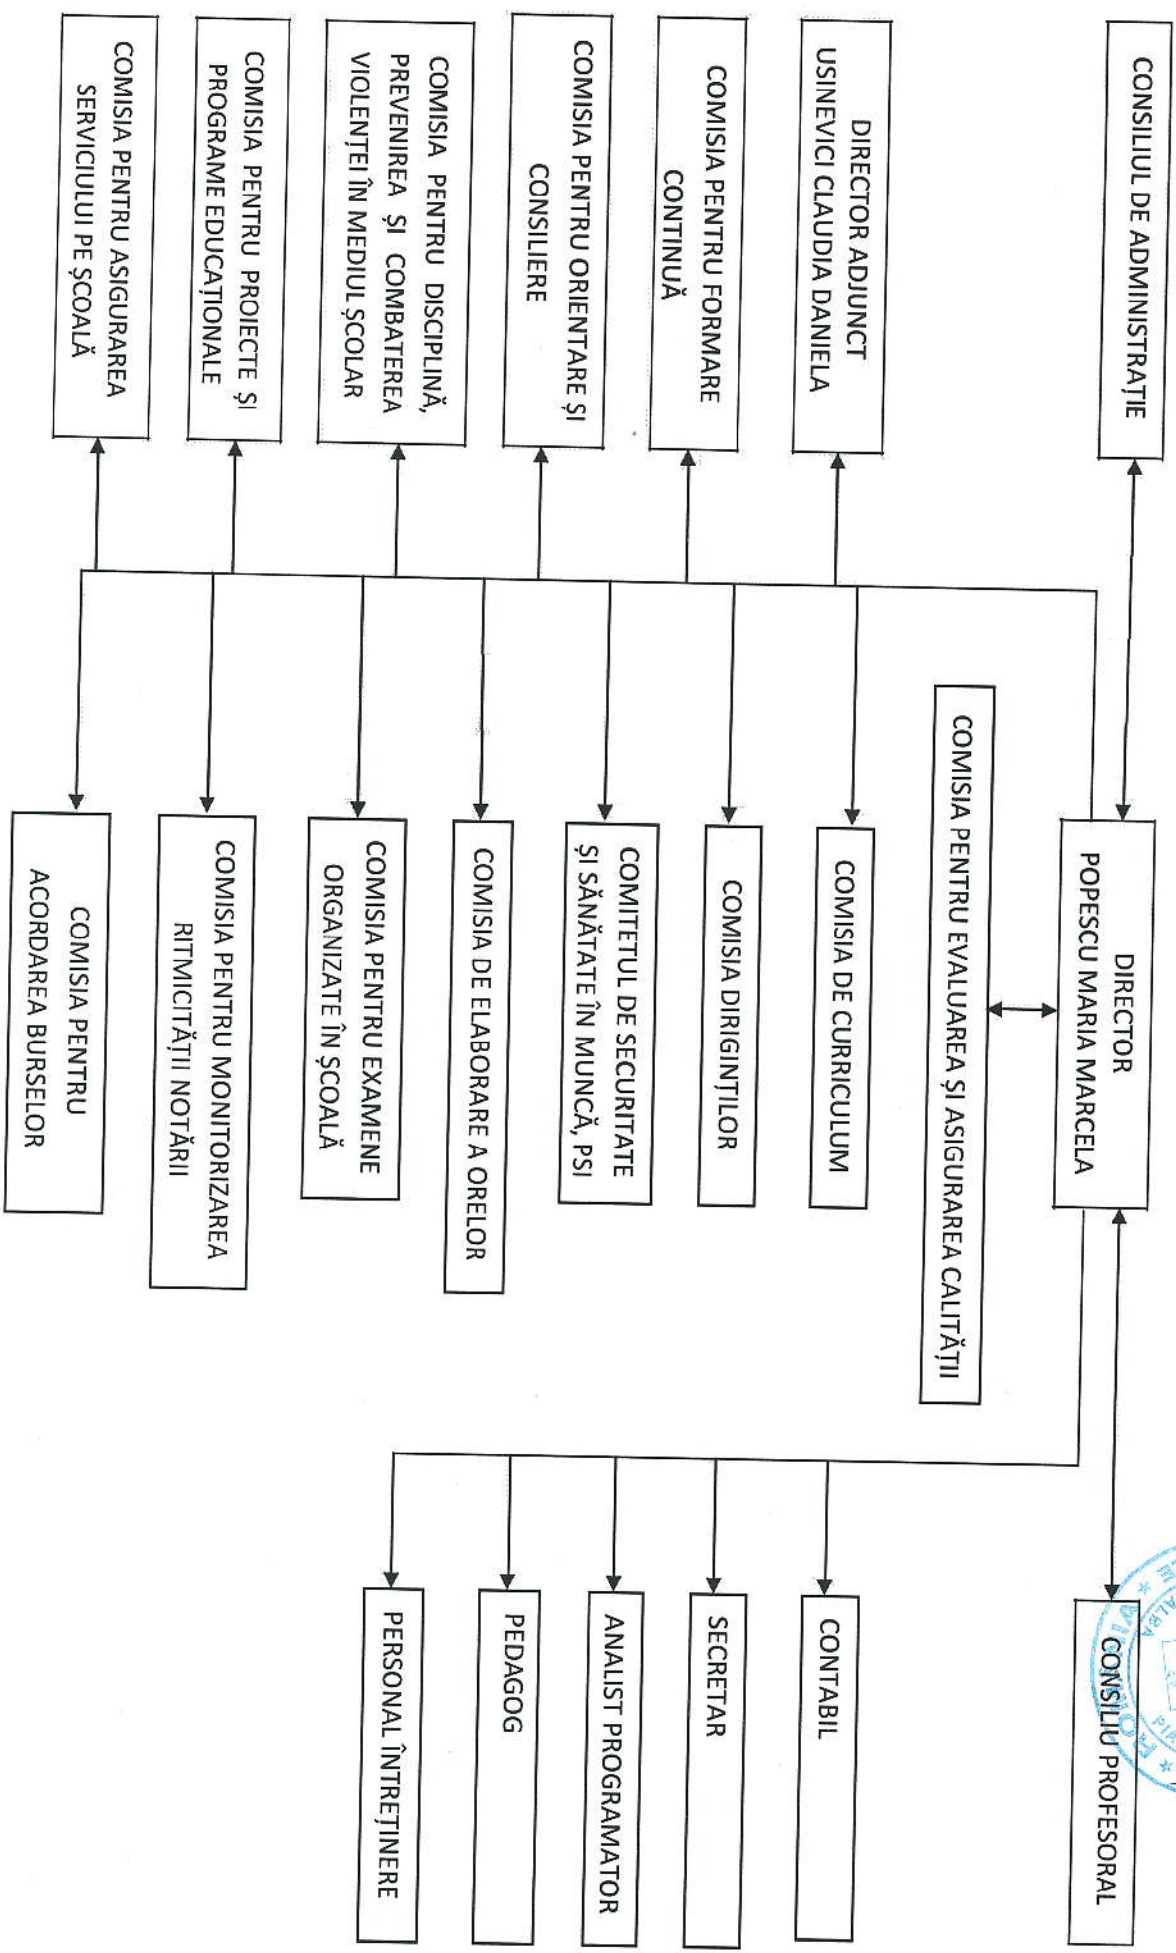 CONSILIUL DE ADMINISTRAȚIE
DIRECTOR
POPESCU MARIA MARCELA
CONSILIU PROFESORAL
ROMÂNIA
ALBA
COMISIA PENTRU EVALUAREA ȘI ASIGURAREA CALITĂȚII
DIRECTOR ADJUNCT
USINEVICI CLAUDIA DANIELA
COMISIA PENTRU FORMARE
CONTINUĂ
COMISIA PENTRU ORIENTARE ȘI
CONSILIERE
COMISIA PENTRU DISCIPLINĂ,
PREVENIREA ȘI COMBATEREA
VIOLENȚEI ÎN MEDIUL ȘCOLAR
COMISIA PENTRU PROIECTE ȘI
PROGRAME EDUCAȚIONALE
COMISIA PENTRU ASIGURAREA
SERVICIULUI PE ȘCOALĂ
COMISIA DE CURRICULUM
COMISIA DIRIGINȚILOR
COMITETUL DE SECURITATE
ȘI SĂNĂTATE ÎN MUNCĂ, PSI
COMISIA DE ELABORARE A ORELOR
COMISIA PENTRU EXAMENE
ORGANIZATE ÎN ȘCOALĂ
COMISIA PENTRU MONITORIZAREA
RITMICITĂȚII NOTĂRII
COMISIA PENTRU
ACORDAREA BURSELOR
CONTABIL
SECRETAR
ANALIST PROGRAMATOR
PEDAGOG
PERSONAL ÎNTREȚINERE